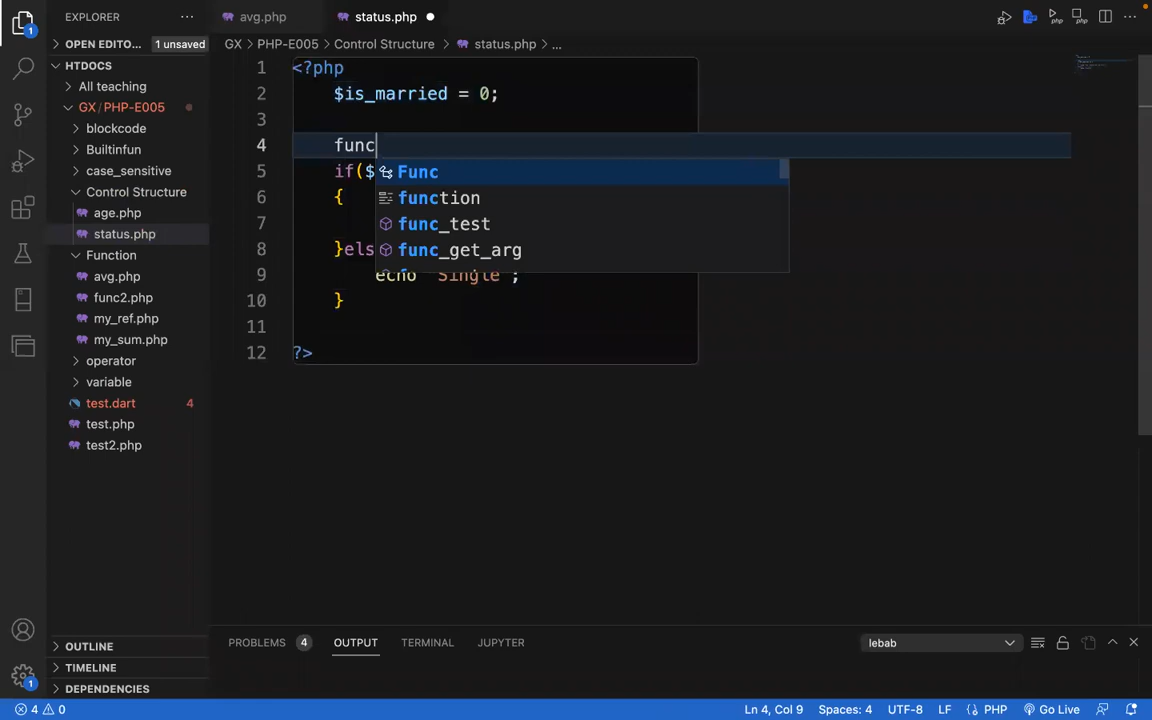 EXPLORER
avg.php
status.php
OPEN EDITO...
1 unsaved
GX > PHP-E005 > Control Structure > status.php > ...
HTDOCS
All teaching
GX / PHP-E005
blockcode
Builtinfun
case_sensitive
Control Structure
age.php
status.php
Function
avg.php
func2.php
my_ref.php
my_sum.php
operator
variable
test.dart 4
test.php
test2.php
OUTLINE
TIMELINE
DEPENDENCIES
1 <?php
2 $is_married = 0;
3
4 func
5 if($
6 {
7
8 }els
9 echo "Single";
10 }
11
12 ?>
Func
function
func_test
func_get_arg
PROBLEMS 4 OUTPUT TERMINAL JUPYTER
lebab
1
1
4 0
Ln 4, Col 9 Spaces: 4 UTF-8 LF {} PHP Go Live